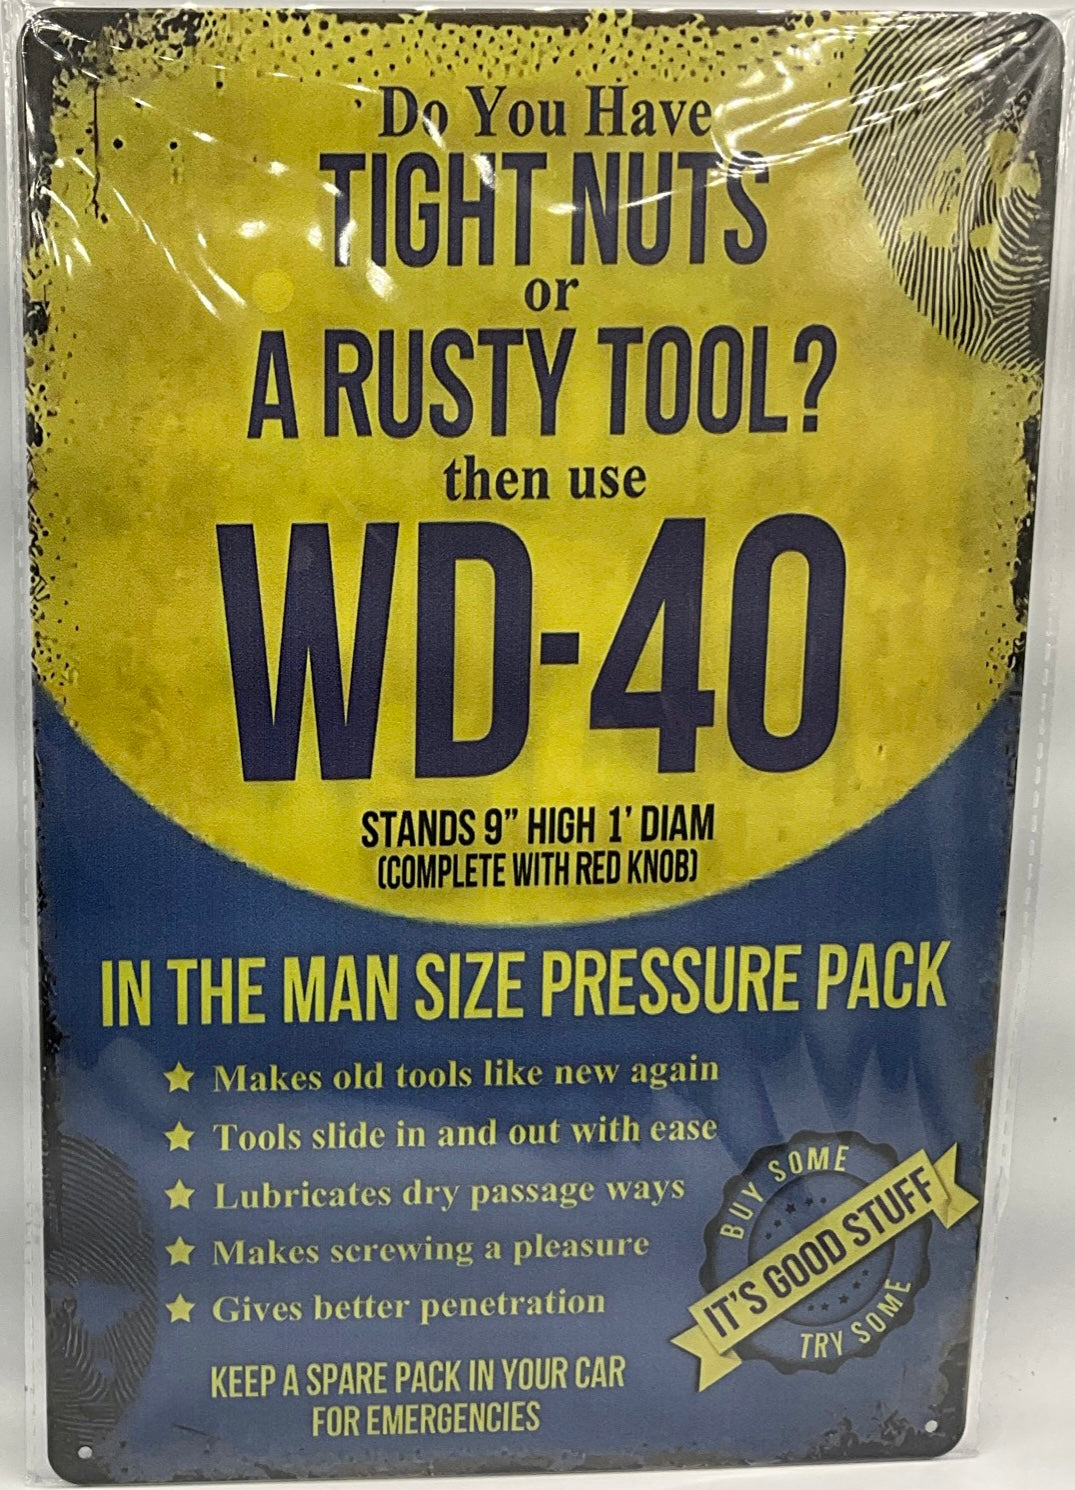 Do You Have
TIGHT NUTS
or
A RUSTY TOOL?
then use
WD-40
STANDS 9” HIGH 1’ DIAM
(COMPLETE WITH RED KNOB)
IN THE MAN SIZE PRESSURE PACK
Makes old tools like new again
Tools slide in and out with ease
Lubricates dry passage ways
Makes screwing a pleasure
Gives better penetration
BUY SOME
IT'S GOOD STUFF
TRY SOME
KEEP A SPARE PACK IN YOUR CAR
FOR EMERGENCIES